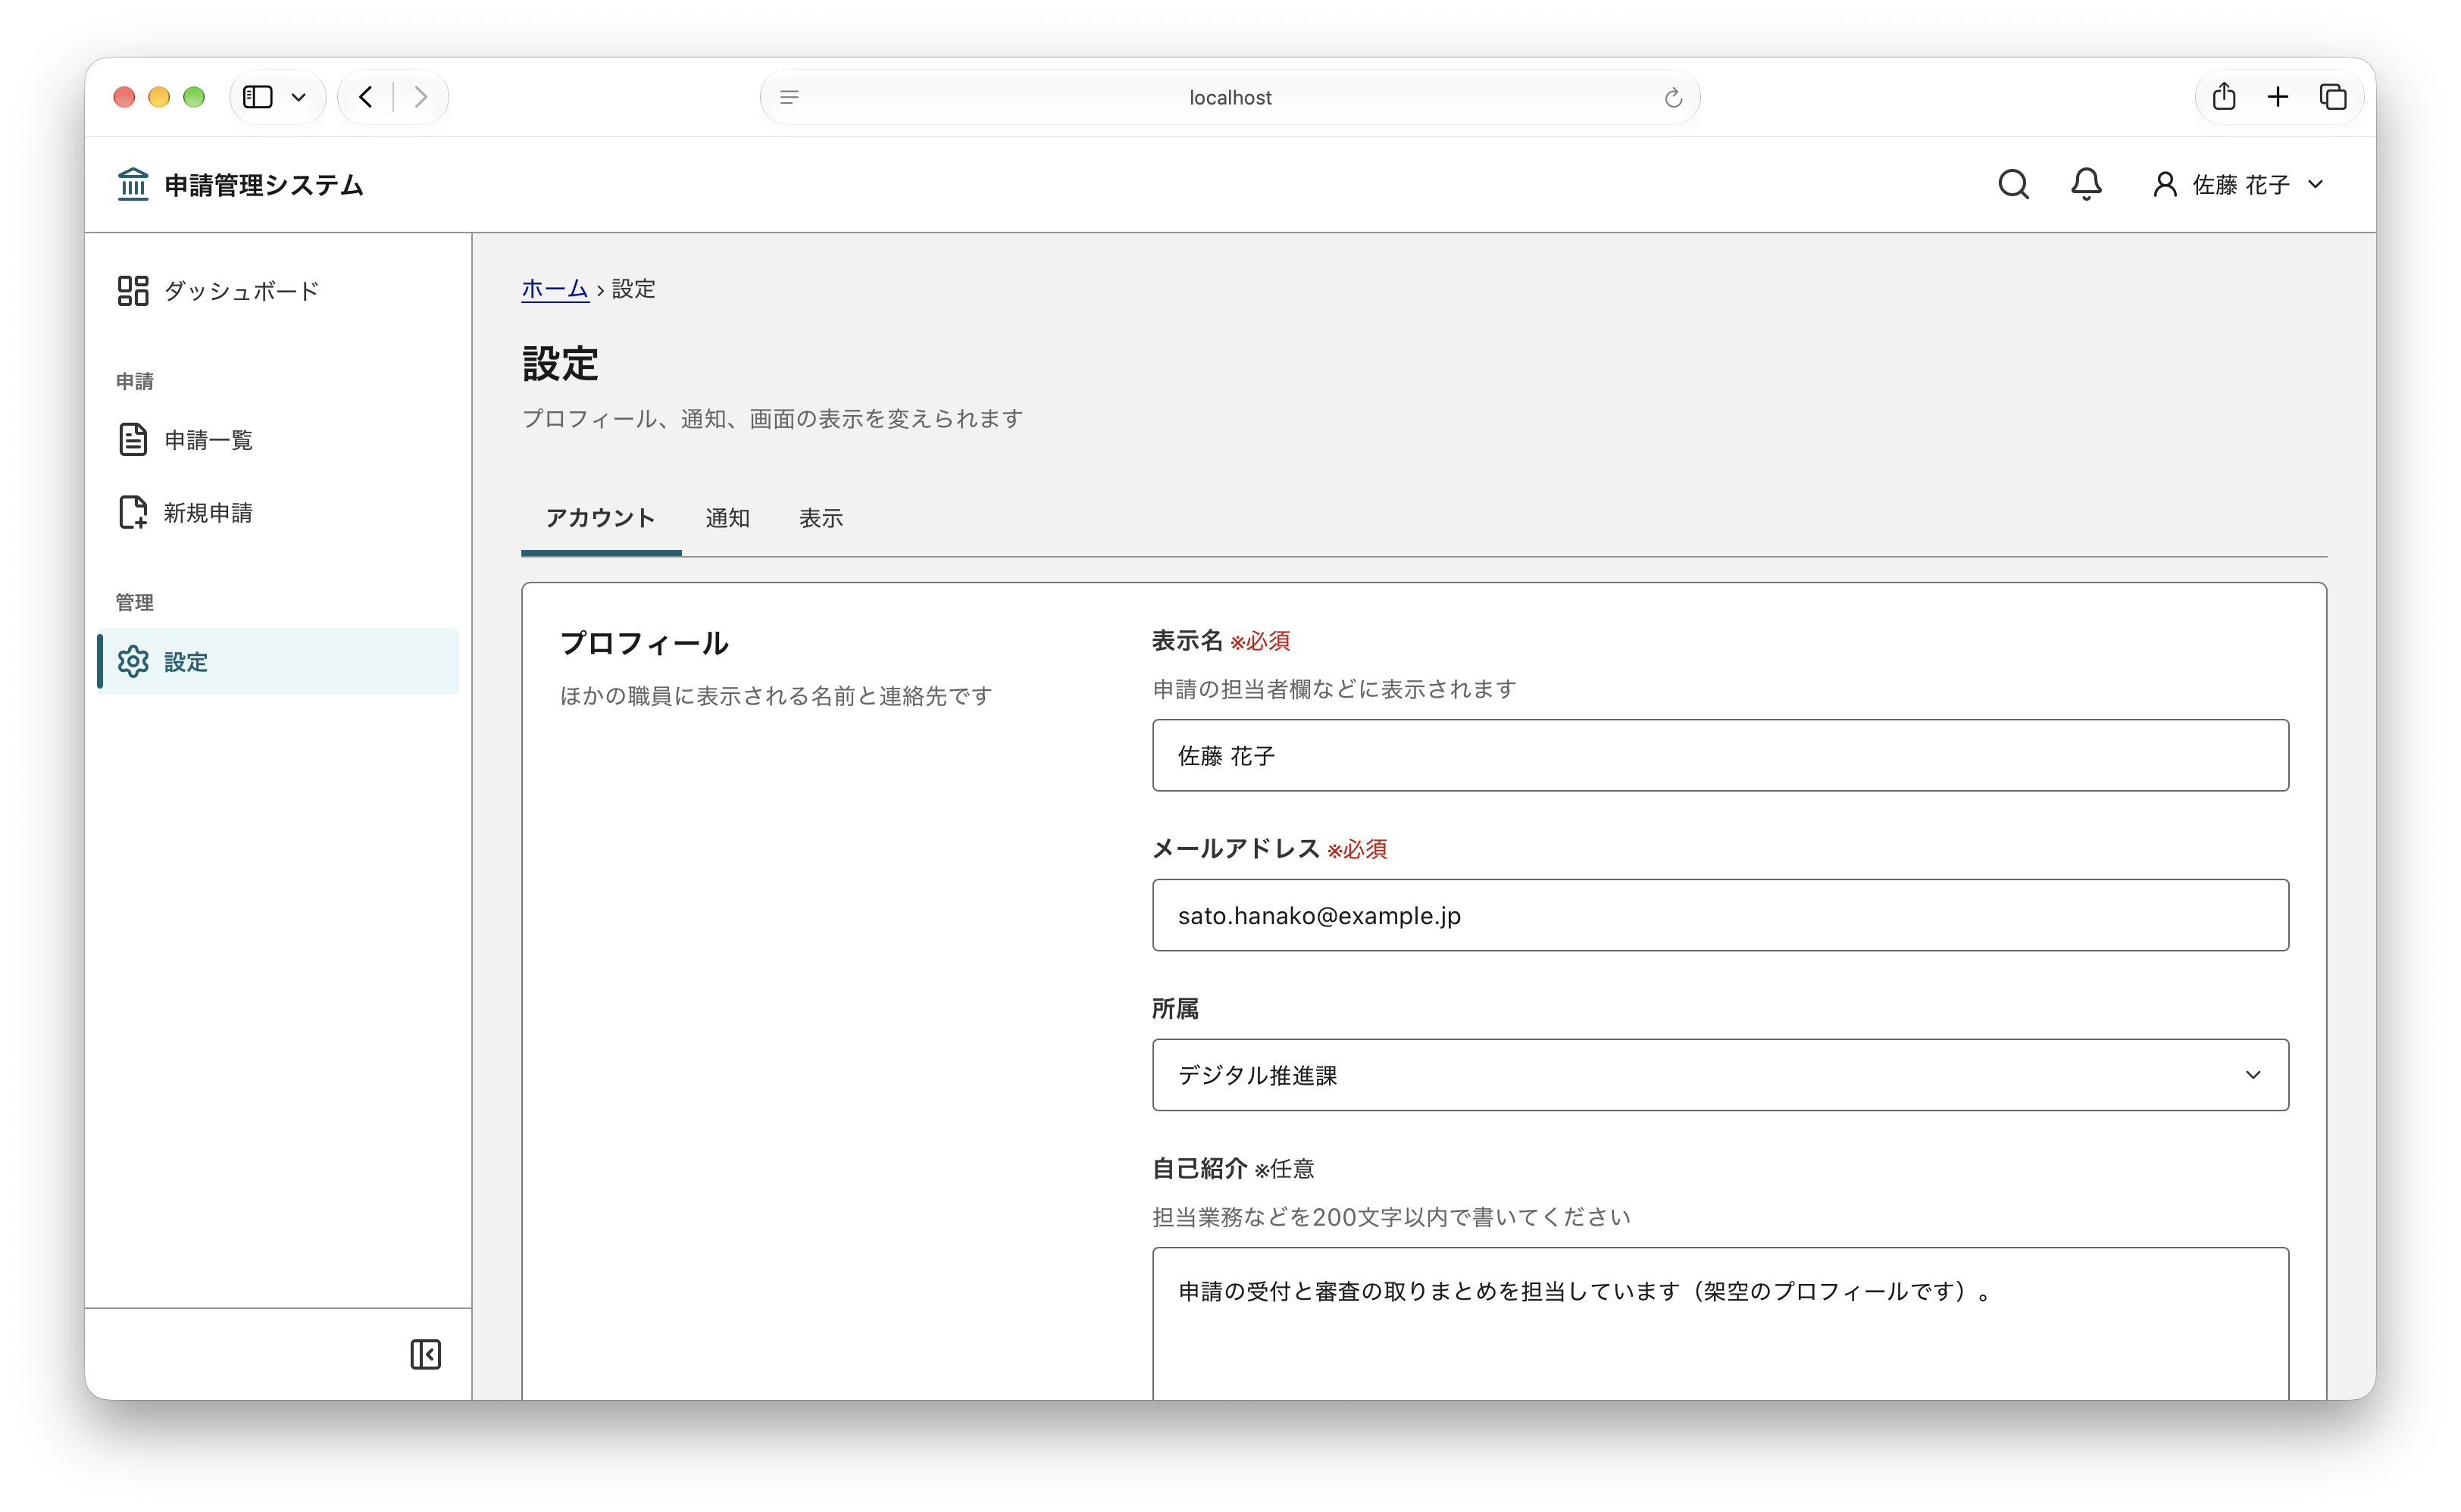 localhost
申請管理システム
佐藤 花子
ダッシュボード
申請
申請一覧
新規申請
管理
設定
ホーム › 設定
設定
プロフィール、通知、画面の表示を変えられます
アカウント 通知 表示
プロフィール
ほかの職員に表示される名前と連絡先です
表示名 ※必須
申請の担当者欄などに表示されます
佐藤 花子
メールアドレス ※必須
sato.hanako@example.jp
所属
デジタル推進課
自己紹介 ※任意
担当業務などを200文字以内で書いてください
申請の受付と審査の取りまとめを担当しています（架空のプロフィールです）。